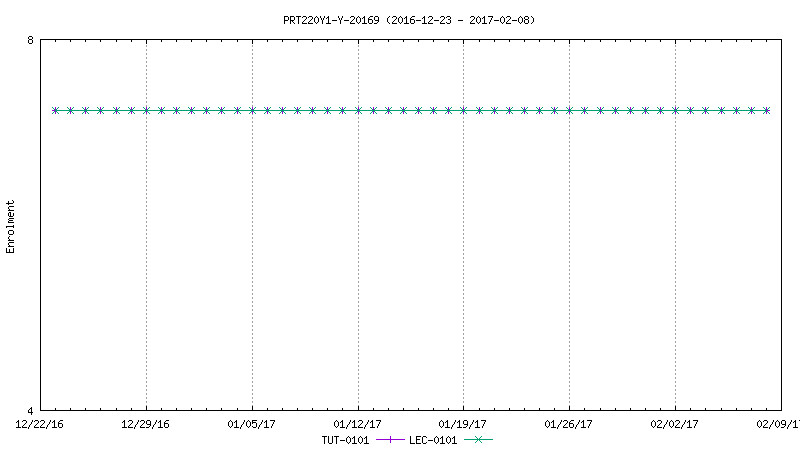 PRT220Y1-Y-20169 (2016-12-23 - 2017-02-08)
8
Enrolment
4
12/22/16 12/29/16 01/05/17 01/12/17 01/19/17 01/26/17 02/02/17 02/09/1
TUT-0101 LEC-0101